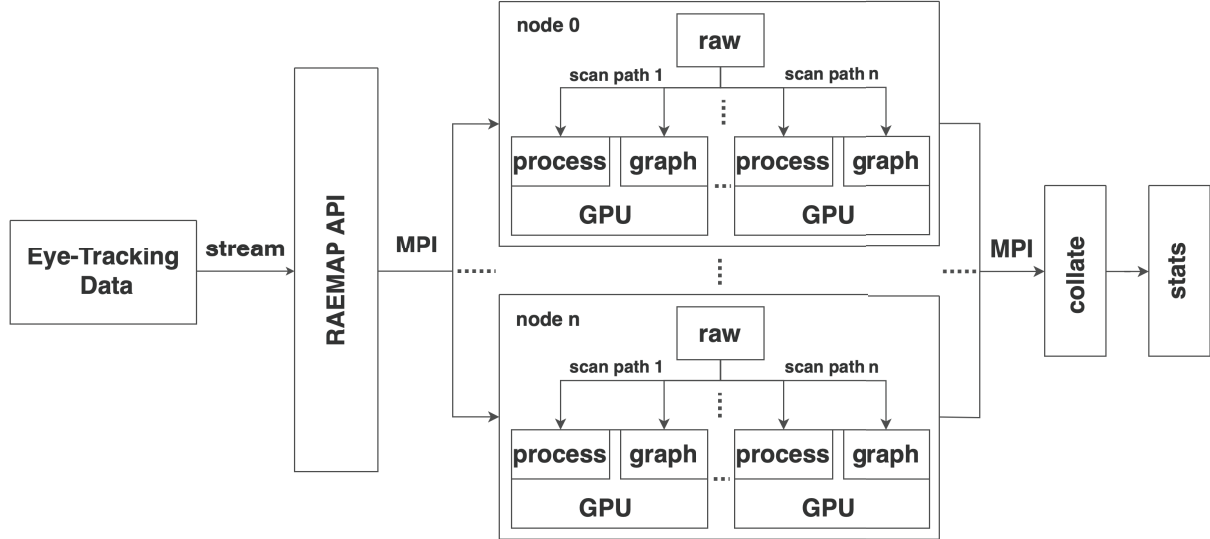 Eye-Tracking
Data
stream
RAEMAP API
MPI
node 0
raw
scan path 1
scan path n
process
graph
process
graph
GPU
GPU
node n
raw
scan path 1
scan path n
process
graph
process
graph
GPU
GPU
MPI
collate
stats